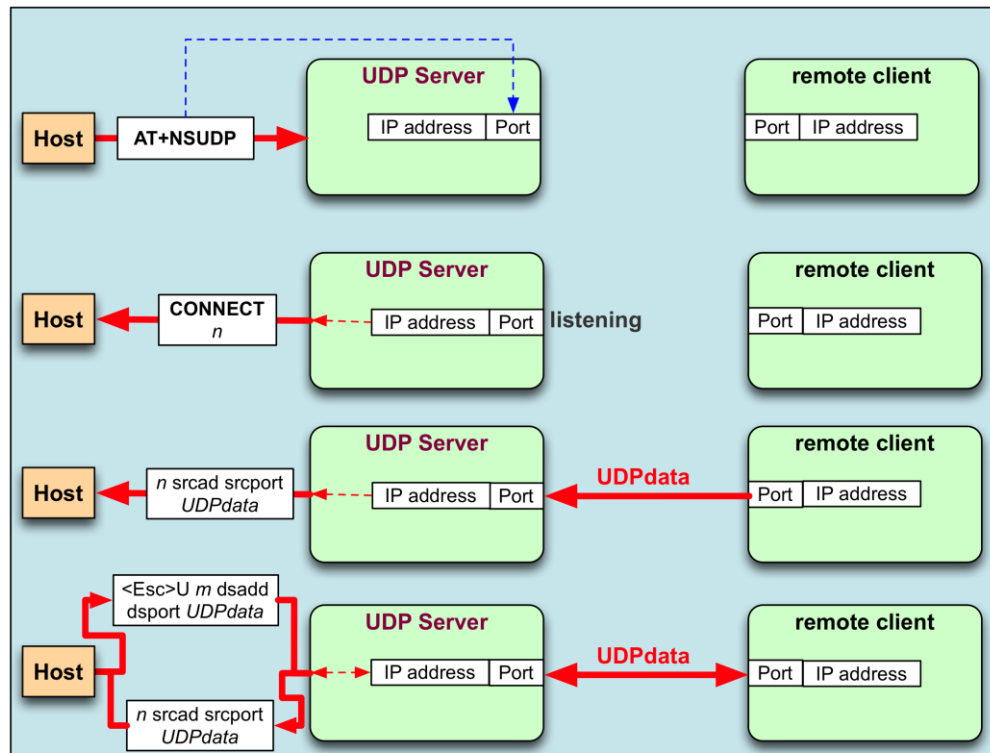 UDP Server
remote client
Host
AT+NSUDP
IP address Port
Port IP address
UDP Server
remote client
Host
CONNECT
n
IP address Port
listening
Port IP address
UDP Server
remote client
Host
n srcad srcport
UDPdata
IP address Port
UDPdata
Port IP address
<Esc>U m dsadd
dsport UDPdata
UDP Server
remote client
Host
IP address Port
UDPdata
Port IP address
n srcad srcport
UDPdata